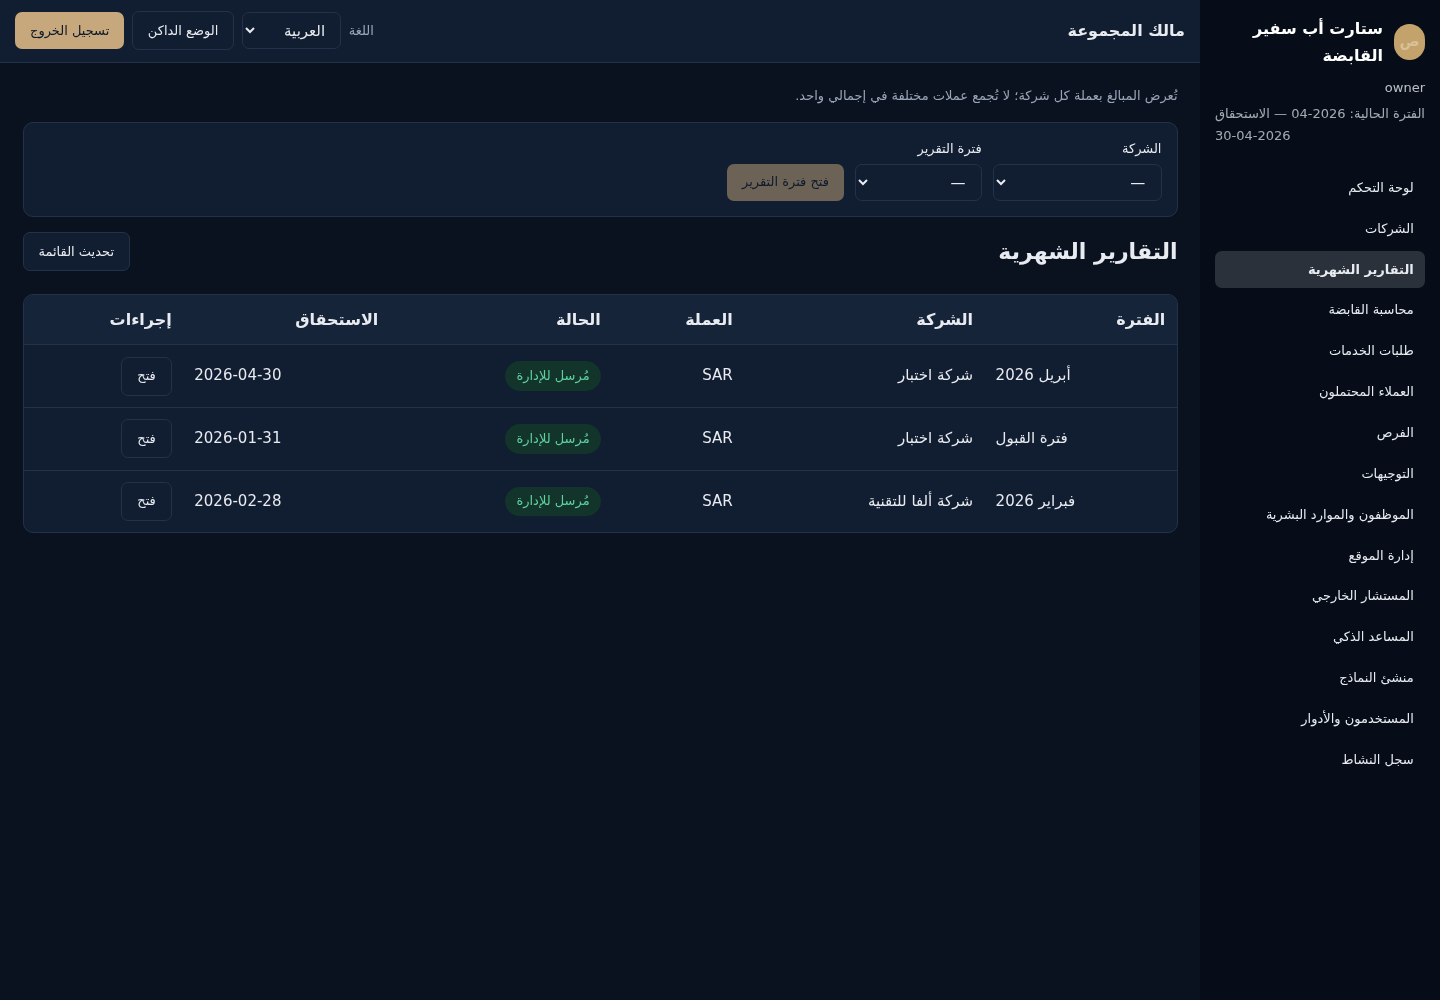 ص
ستارت أب سفير
القابضة
owner
الفترة الحالية: 2026-04 — الاستحقاق
2026-04-30
لوحة التحكم
الشركات
التقارير الشهرية
محاسبة القابضة
طلبات الخدمات
العملاء المحتملون
الفرص
التوجيهات
الموظفون والموارد البشرية
إدارة الموقع
المستشار الخارجي
المساعد الذكي
منشئ النماذج
المستخدمون والأدوار
سجل النشاط
مالك المجموعة
اللغة
العربية
الوضع الداكن
تسجيل الخروج
تُعرض المبالغ بعملة كل شركة؛ لا تُجمع عملات مختلفة في إجمالي واحد.
الشركة
—
فترة التقرير
—
فتح فترة التقرير
التقارير الشهرية
تحديث القائمة
الفترة الشركة العملة الحالة الاستحقاق إجراءات
أبريل 2026 شركة اختبار SAR مُرسل للإدارة 2026-04-30 فتح
فترة القبول شركة اختبار SAR مُرسل للإدارة 2026-01-31 فتح
فبراير 2026 شركة ألفا للتقنية SAR مُرسل للإدارة 2026-02-28 فتح